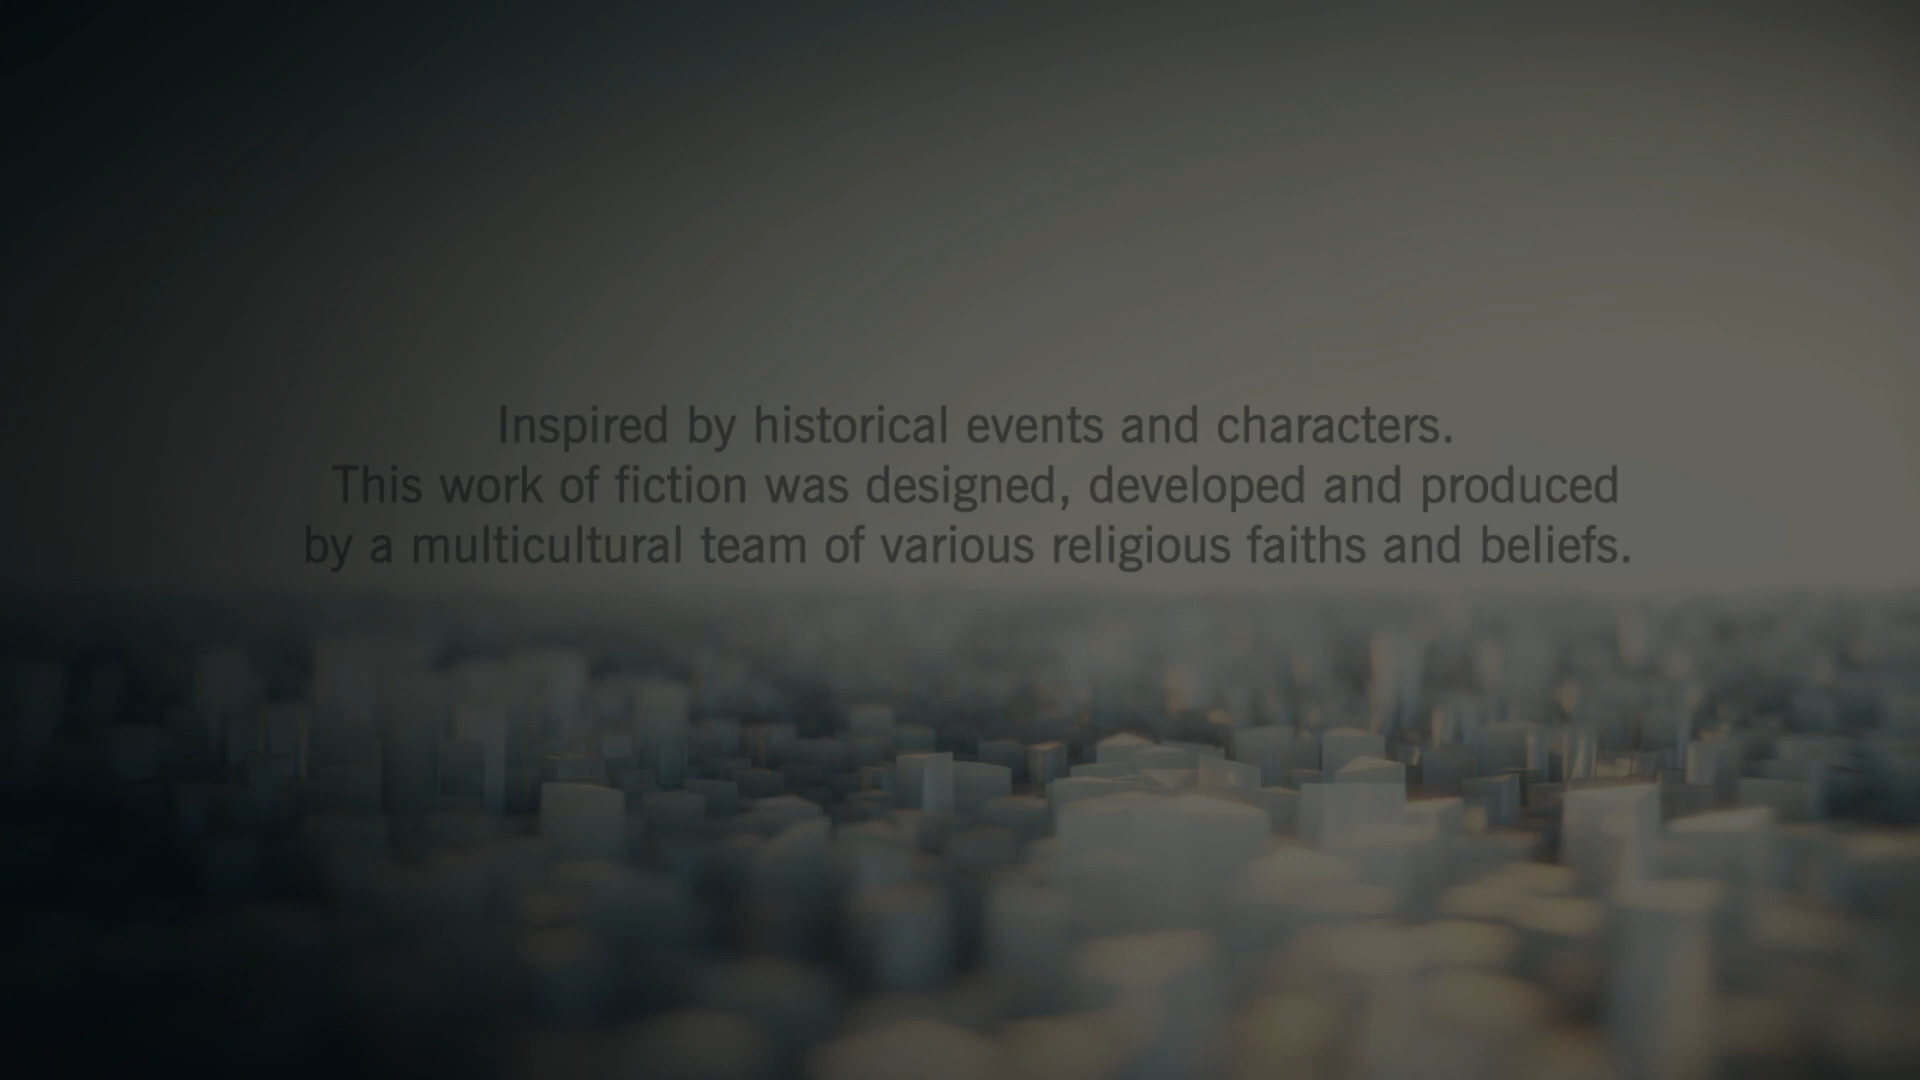 Inspired by historical events and characters.
This work of fiction was designed, developed and produced
by a multicultural team of various religious faiths and beliefs.